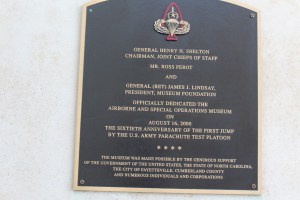 GENERAL HENRY H. SHELTON
CHAIRMAN, JOINT CHIEFS OF STAFF
MR. ROSS PEROT
AND
GENERAL (RET) JAMES J. LINDSAY,
PRESIDENT, MUSEUM FOUNDATION
OFFICIALLY DEDICATED THE
AIRBORNE AND SPECIAL OPERATIONS MUSEUM
ON
AUGUST 16, 2000
THE SIXTIETH ANNIVERSARY OF THE FIRST JUMP
BY THE U.S. ARMY PARACHUTE TEST PLATOON
THE MUSEUM WAS MADE POSSIBLE BY THE GENEROUS SUPPORT
OF THE GOVERNMENT OF THE UNITED STATES, THE STATE OF NORTH CAROLINA,
THE CITY OF FAYETTEVILLE, CUMBERLAND COUNTY
AND NUMEROUS INDIVIDUALS AND CORPORATIONS